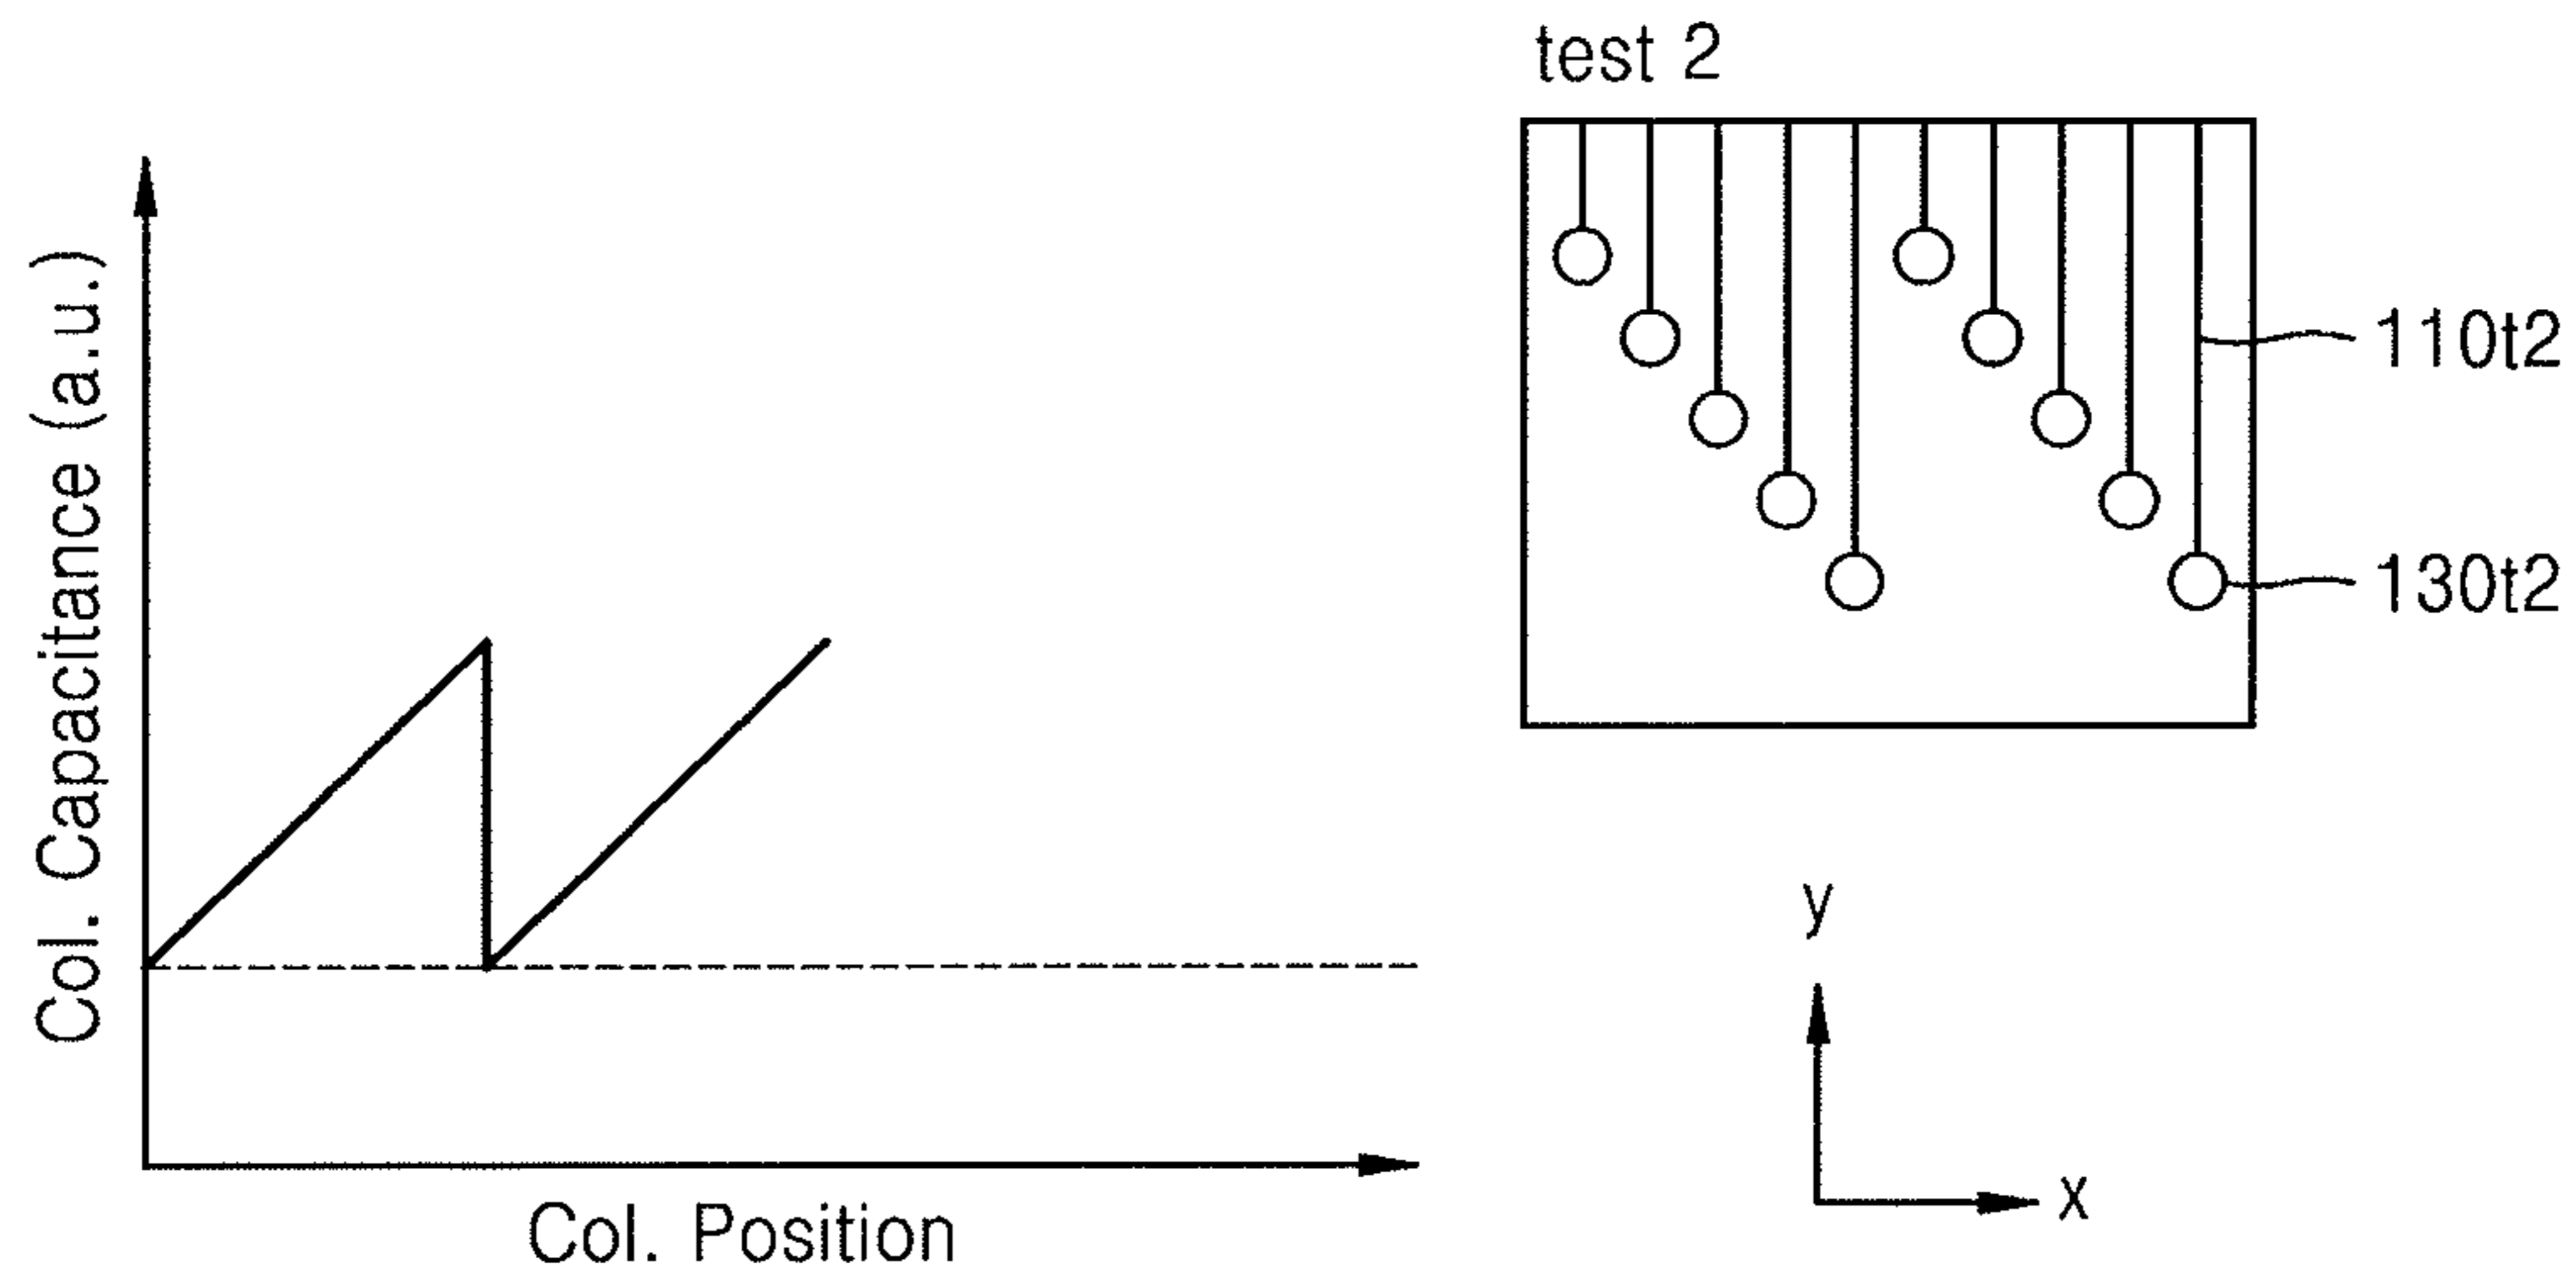 test 2
Col. Capacitance (a.u.)
110t2
130t2
y
x
Col. Position